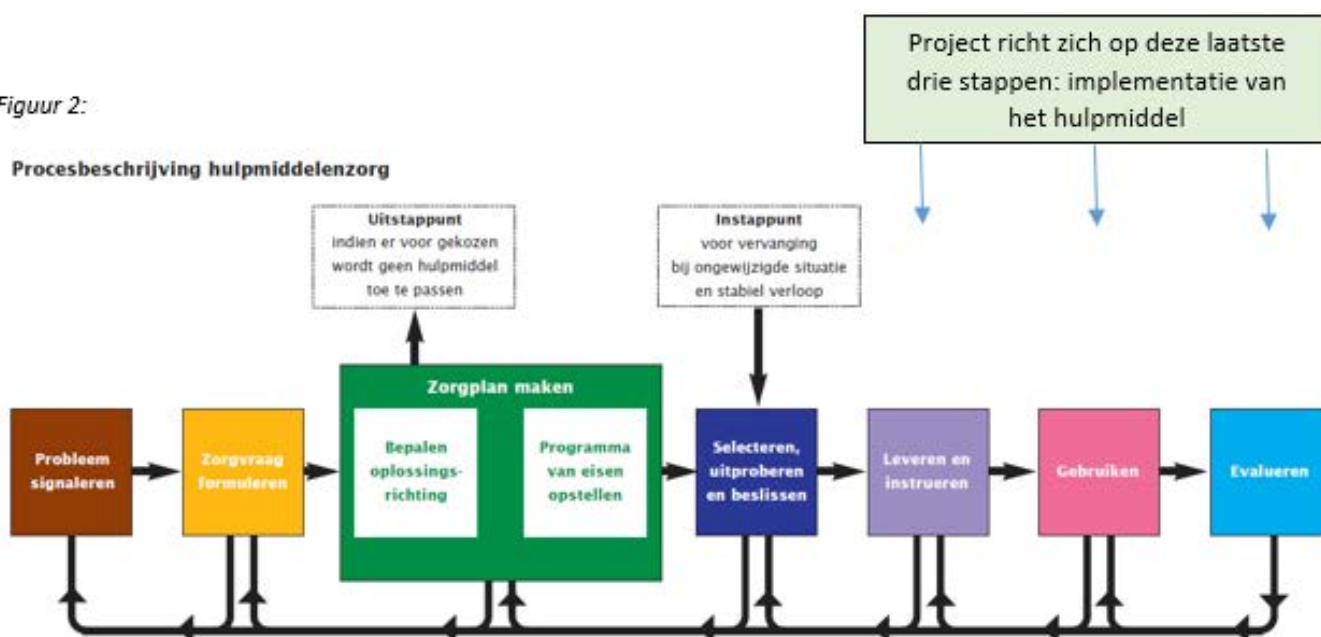 Project richt zich op deze laatste
drie stappen: implementatie van
het hulpmiddel
Figuur 2:
Procesbeschrijving hulpmiddelenzorg
Uitstappunt
indien er voor gekozen
wordt geen hulpmiddel
toe te passen
Instappunt
voor vervanging
bij ongewijzigde situatie
en stabiel verloop
Zorgplan maken
Probleem
signaleren
Zorgvraag
formuleren
Bepalen
oplossings-
richting
Programma
van eisen
opstellen
Selecteren,
uitproberen
en beslissen
Leveren en
instrueren
Gebruiken
Evalueren